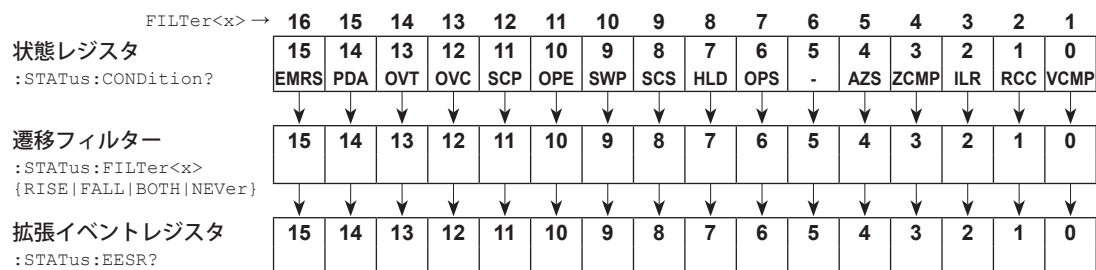 FILTer<x> → 16 15 14 13 12 11 10 9 8 7 6 5 4 3 2 1
状態レジスタ 15 14 13 12 11 10 9 8 7 6 5 4 3 2 1 0
:STATus:CONDition? EMRS PDA OVT OVC SCP OPE SWP SCS HLD OPS - AZS ZCMP ILR RCC VCMP
遷移フィルター 15 14 13 12 11 10 9 8 7 6 5 4 3 2 1 0
:STATus:FILTer<x>
{RISE|FALL|BOTH|NEVer}
拡張イベントレジスタ 15 14 13 12 11 10 9 8 7 6 5 4 3 2 1 0
:STATus:EESR?